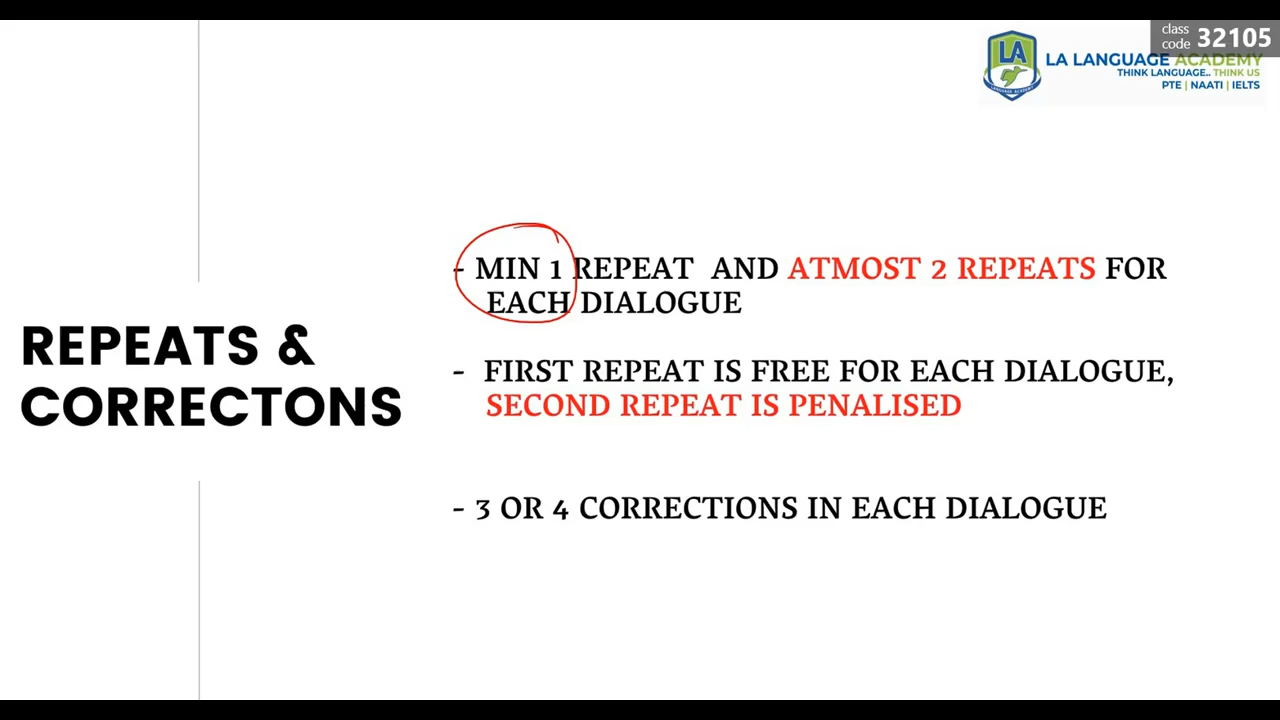 class
code 32105
LA
LANGUAGE ACADEMY
LA LANGUAGE ACADEMY
THINK LANGUAGE.. THINK US
PTE | NAATI | IELTS
REPEATS &
CORRECTONS
- MIN 1 REPEAT AND ATMOST 2 REPEATS FOR
EACH DIALOGUE
- FIRST REPEAT IS FREE FOR EACH DIALOGUE,
SECOND REPEAT IS PENALISED
- 3 OR 4 CORRECTIONS IN EACH DIALOGUE